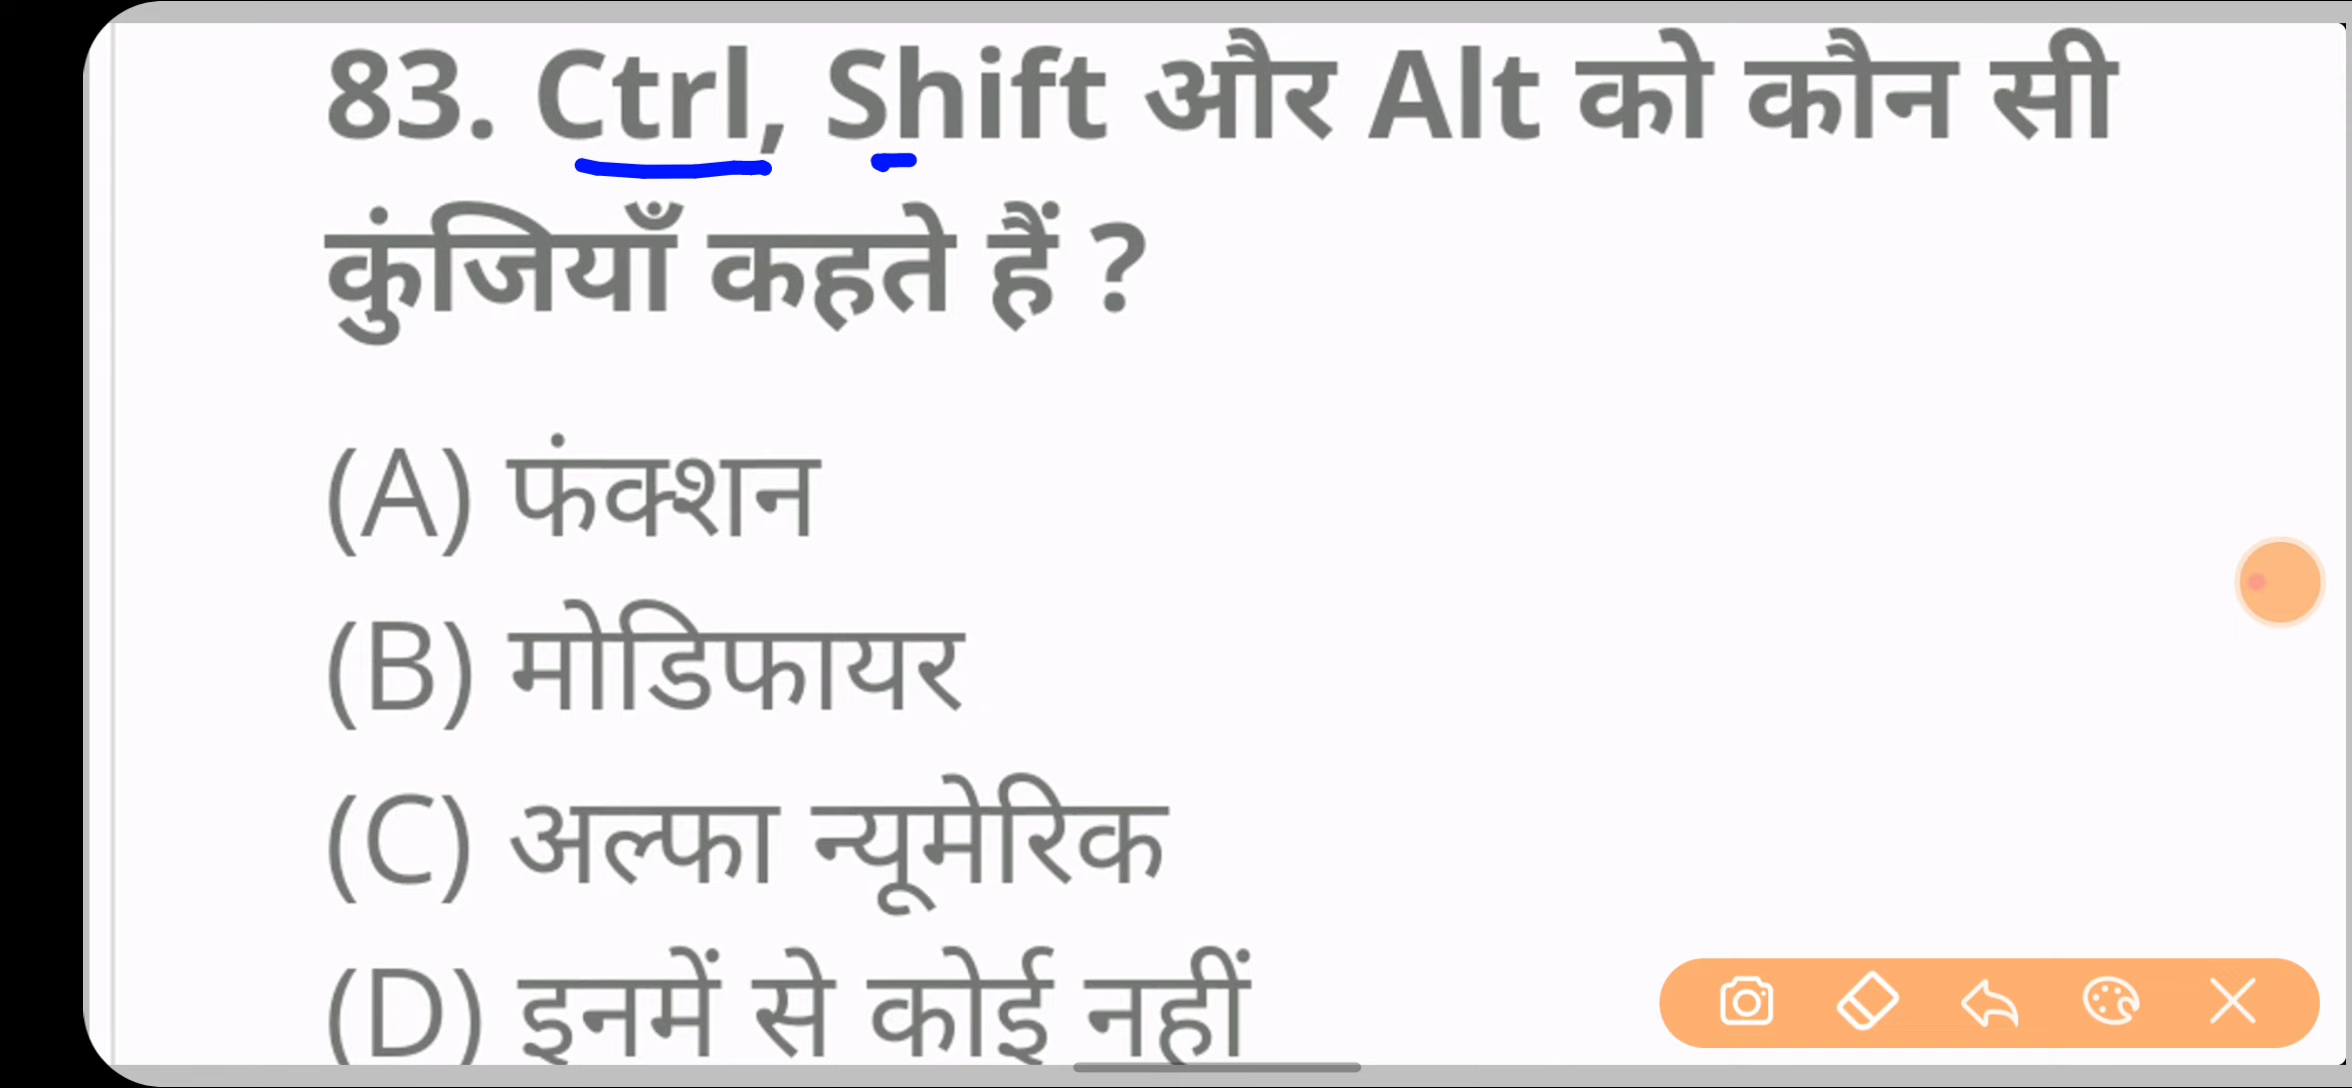 83. Ctrl, Shift और Alt को कौन सी
कुंजियाँ कहते हैं ?
(A) फंक्शन
(B) मोडिफायर
(C) अल्फा न्यूमेरिक
(D) इनमें से कोई नहीं